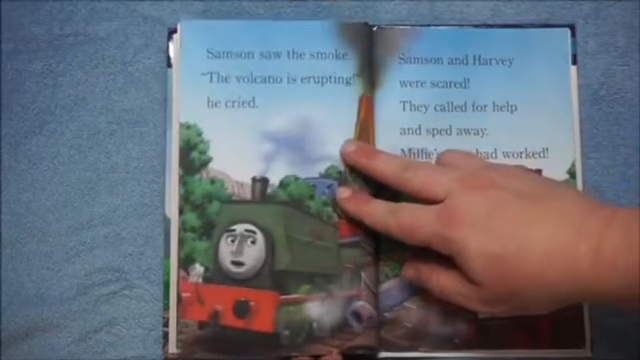 Samson saw the smoke.
"The volcano is erupting!"
he cried.
Samson and Harvey
were scared!
They called for help
and sped away.
Millie's had worked!